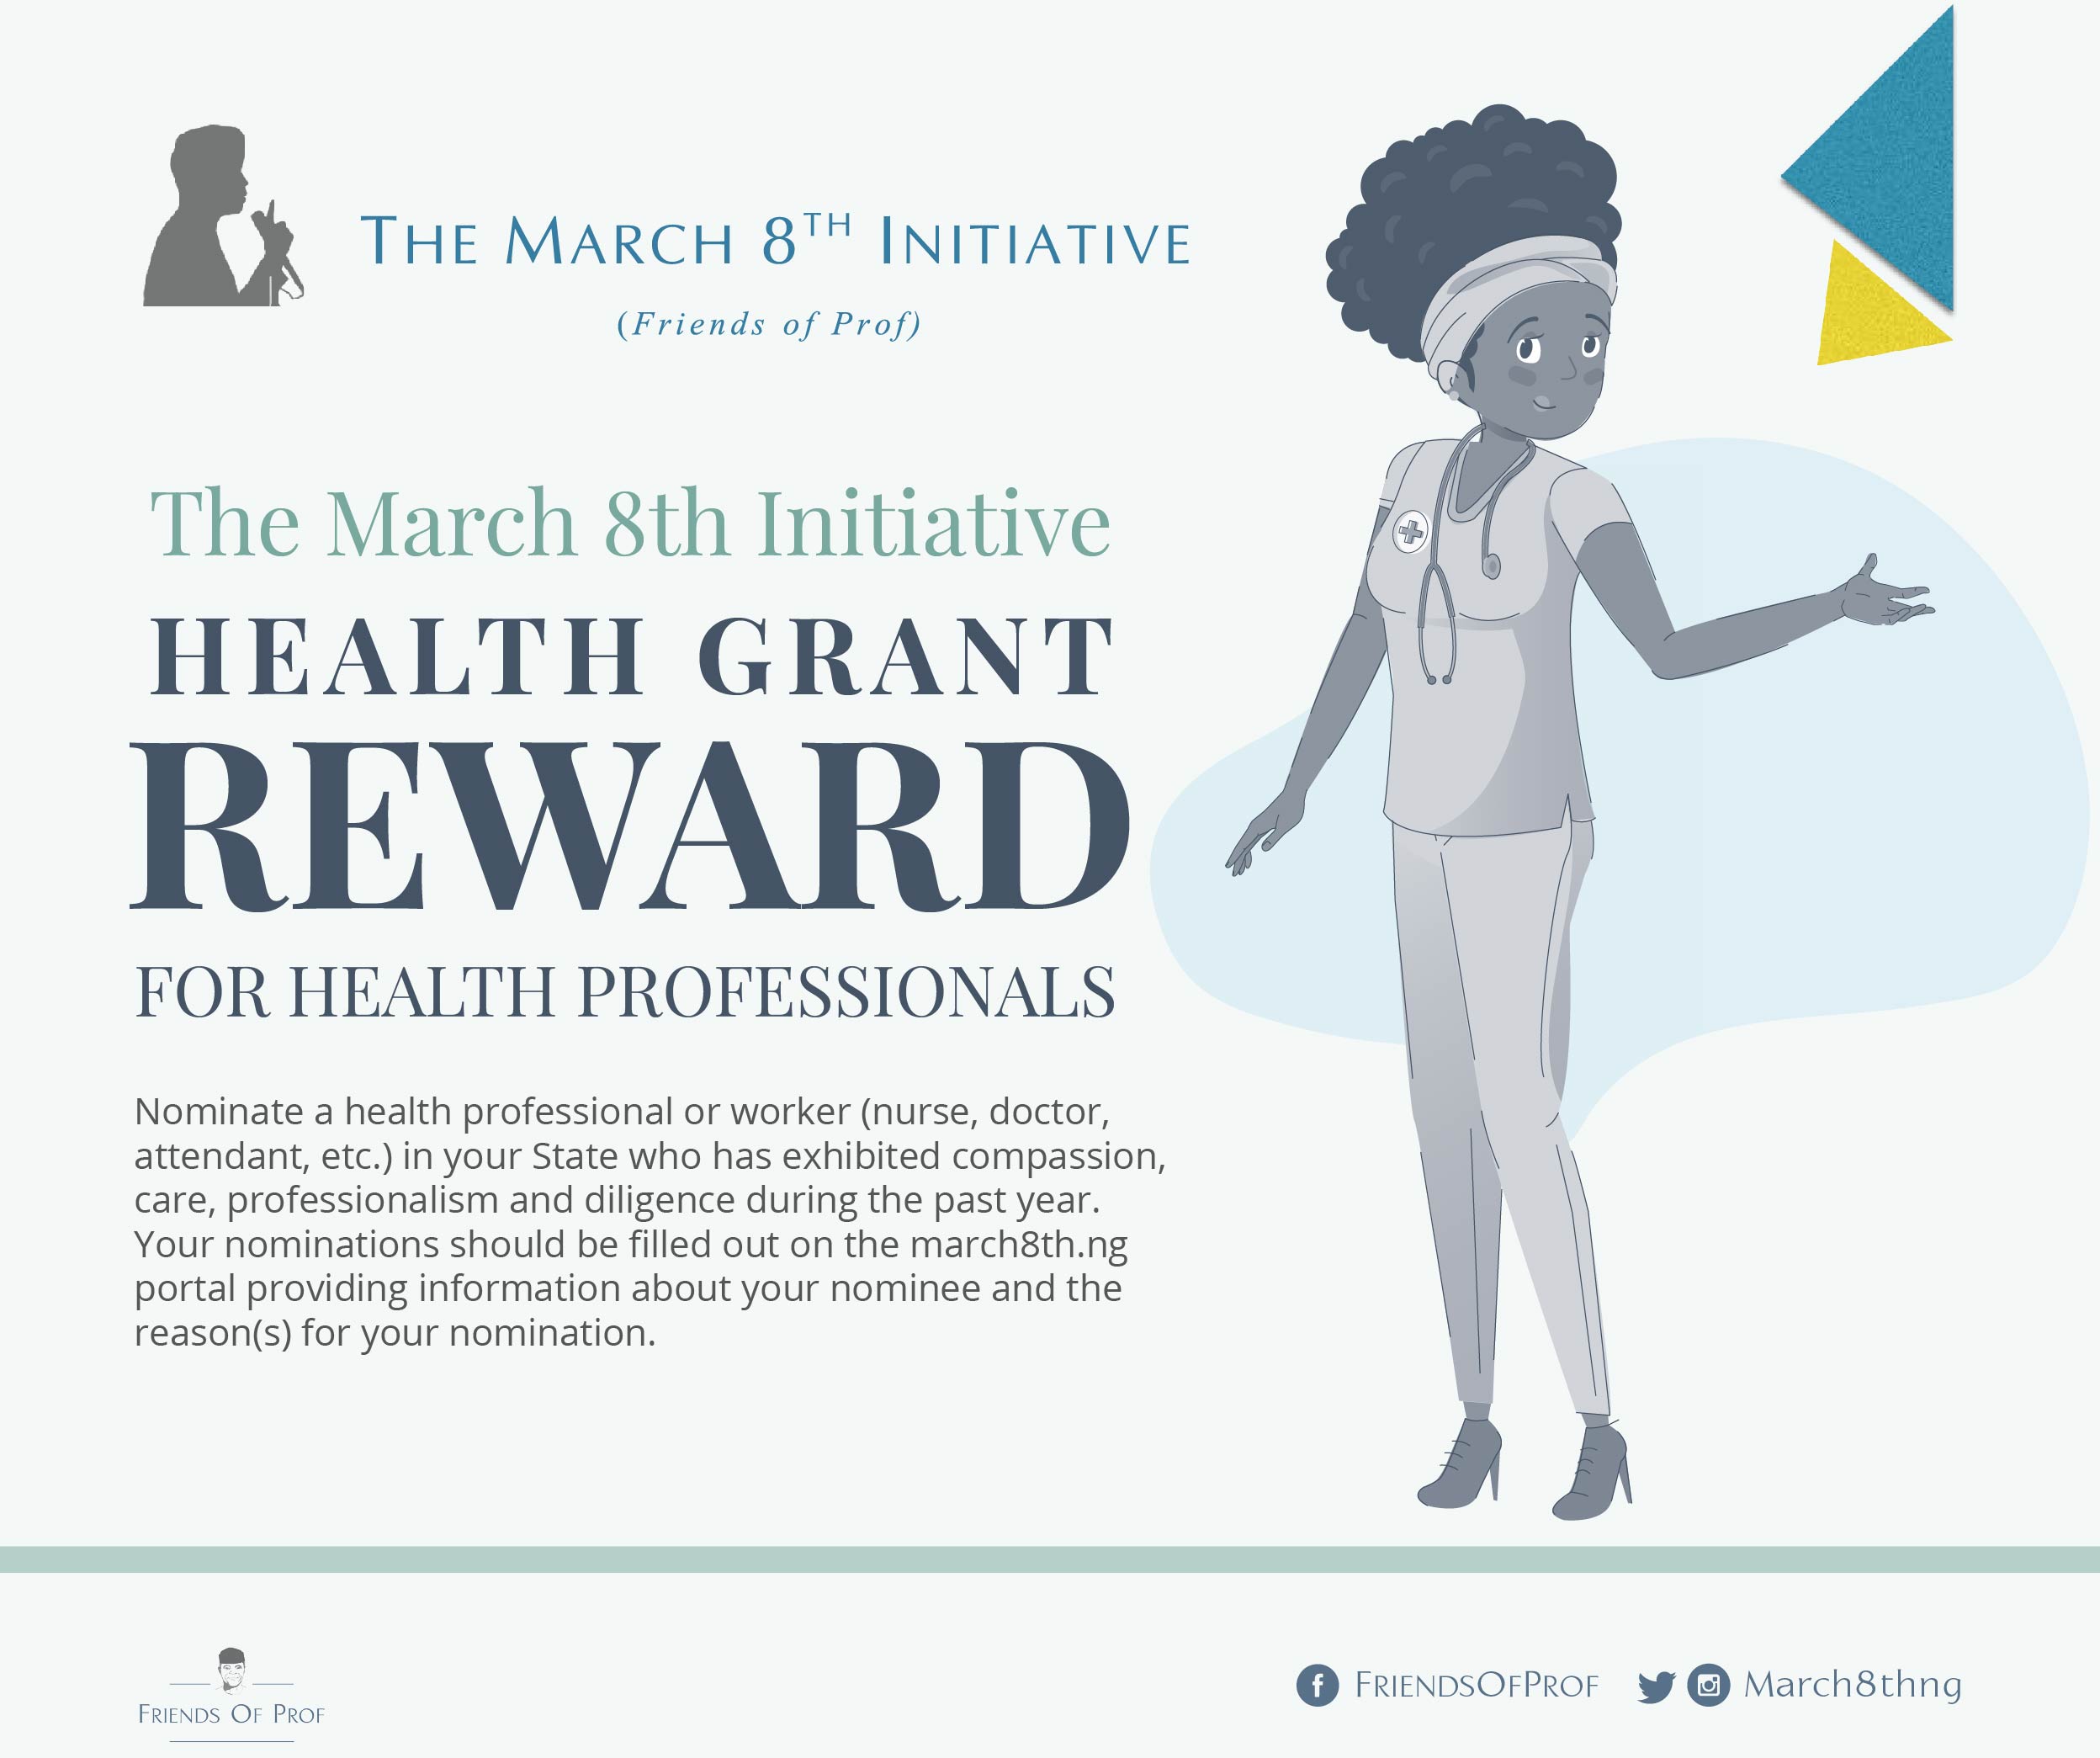 THE MARCH 8TH INITIATIVE
(Friends of Prof)
The March 8th Initiative
HEALTH GRANT
REWARD
FOR HEALTH PROFESSIONALS
Nominate a health professional or worker (nurse, doctor,
attendant, etc.) in your State who has exhibited compassion,
care, professionalism and diligence during the past year.
Your nominations should be filled out on the march8th.ng
portal providing information about your nominee and the
reason(s) for your nomination.
FRIENDS OF PROF
FRIENDSOFPROF
March8thng